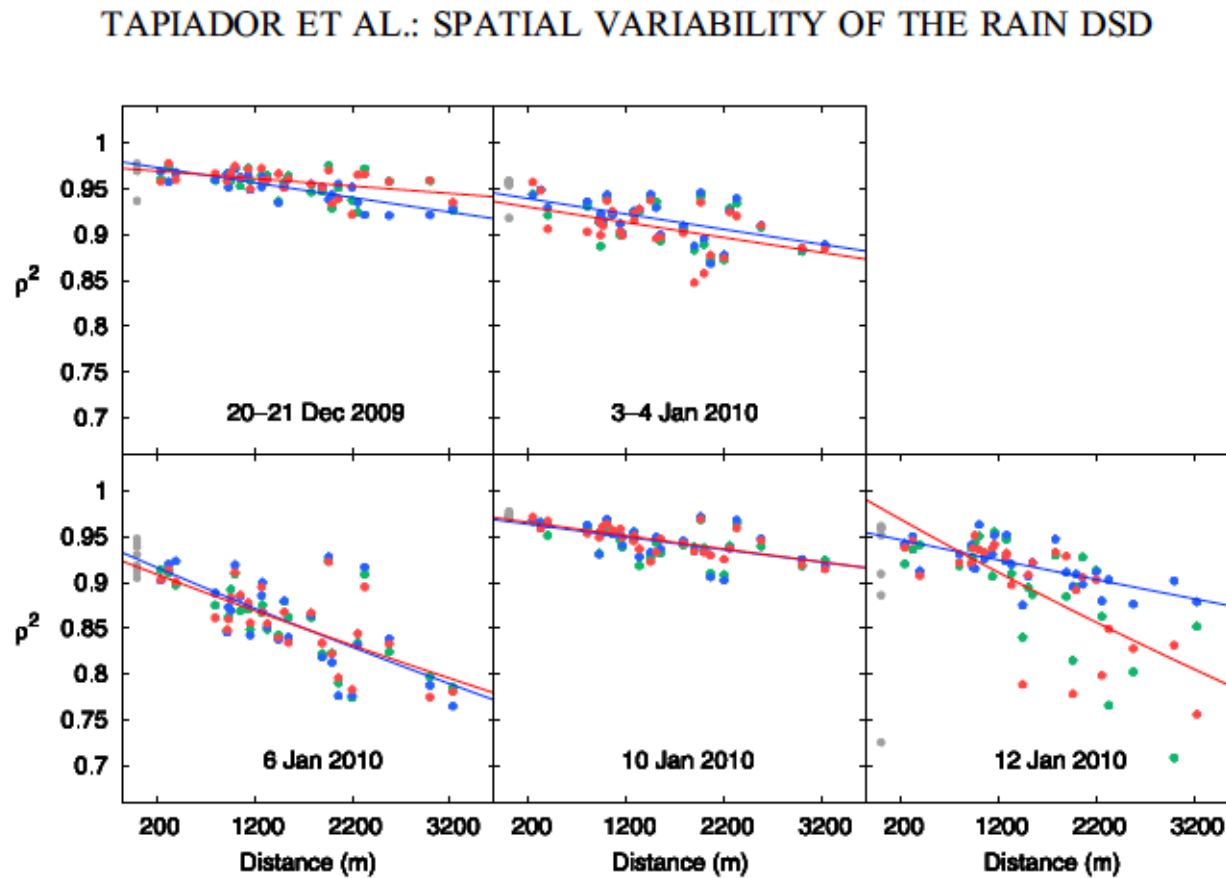 TAPIADOR ET AL.: SPATIAL VARIABILITY OF THE RAIN DSD
1
0.95
0.9
ρ²
0.85
0.8
0.75
0.7
20–21 Dec 2009
3–4 Jan 2010
1
0.95
0.9
ρ²
0.85
0.8
0.75
0.7
6 Jan 2010
10 Jan 2010
12 Jan 2010
200 1200 2200 3200
200 1200 2200 3200
200 1200 2200 3200
Distance (m)
Distance (m)
Distance (m)